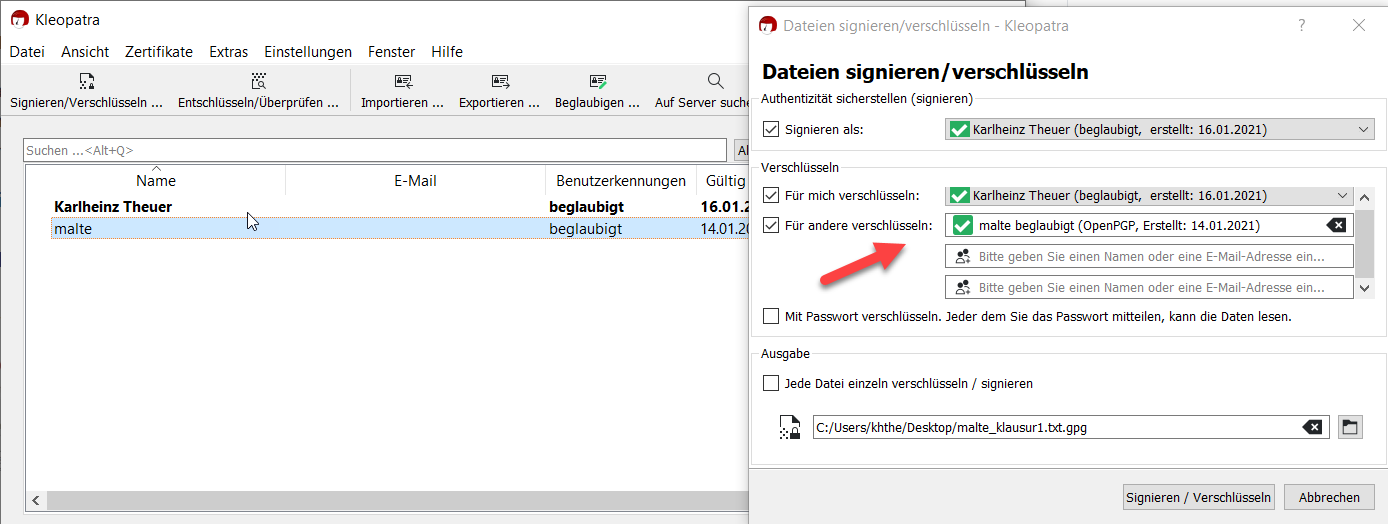 Kleopatra
Datei Ansicht Zertifikate Extras Einstellungen Fenster Hilfe
Signieren/Verschlüsseln ... Entschlüsseln/Überprüfen ... Importieren ... Exportieren ... Beglaubigen ... Auf Server suche
Suchen ...<Alt+Q>
Al
Name E-Mail Benutzerkennungen Gültig
Karlheinz Theuer beglaubigt 16.01.2
malte beglaubigt 14.01.20
Dateien signieren/verschlüsseln - Kleopatra
Dateien signieren/verschlüsseln
Authentizität sicherstellen (signieren)
Signieren als: Karlheinz Theuer (beglaubigt, erstellt: 16.01.2021)
Verschlüsseln
Für mich verschlüsseln: Karlheinz Theuer (beglaubigt, erstellt: 16.01.2021)
Für andere verschlüsseln: malte beglaubigt (OpenPGP, Erstellt: 14.01.2021)
Bitte geben Sie einen Namen oder eine E-Mail-Adresse ein...
Bitte geben Sie einen Namen oder eine E-Mail-Adresse ein...
Mit Passwort verschlüsseln. Jeder dem Sie das Passwort mitteilen, kann die Daten lesen.
Ausgabe
Jede Datei einzeln verschlüsseln / signieren
C:/Users/khthe/Desktop/malte_klausur1.txt.gpg
Signieren / Verschlüsseln Abbrechen